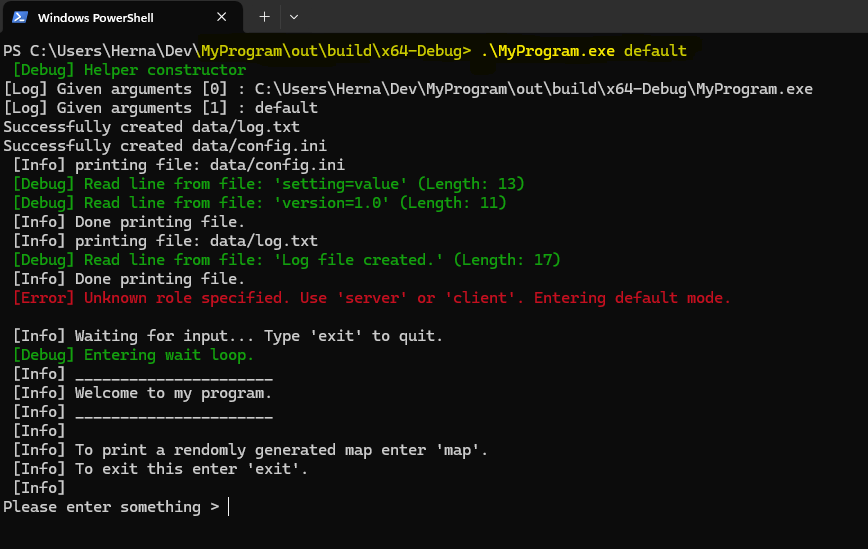 Windows PowerShell
PS C:\Users\Herna\Dev\MyProgram\out\build\x64-Debug> .\MyProgram.exe default
[Debug] Helper constructor
[Log] Given arguments [0] : C:\Users\Herna\Dev\MyProgram\out\build\x64-Debug\MyProgram.exe
[Log] Given arguments [1] : default
Successfully created data/log.txt
Successfully created data/config.ini
[Info] printing file: data/config.ini
[Debug] Read line from file: 'setting=value' (Length: 13)
[Debug] Read line from file: 'version=1.0' (Length: 11)
[Info] Done printing file.
[Info] printing file: data/log.txt
[Debug] Read line from file: 'Log file created.' (Length: 17)
[Info] Done printing file.
[Error] Unknown role specified. Use 'server' or 'client'. Entering default mode.
[Info] Waiting for input... Type 'exit' to quit.
[Debug] Entering wait loop.
[Info] ______________________
[Info] Welcome to my program.
[Info] ______________________
[Info]
[Info] To print a rendomly generated map enter 'map'.
[Info] To exit this enter 'exit'.
[Info]
Please enter something >